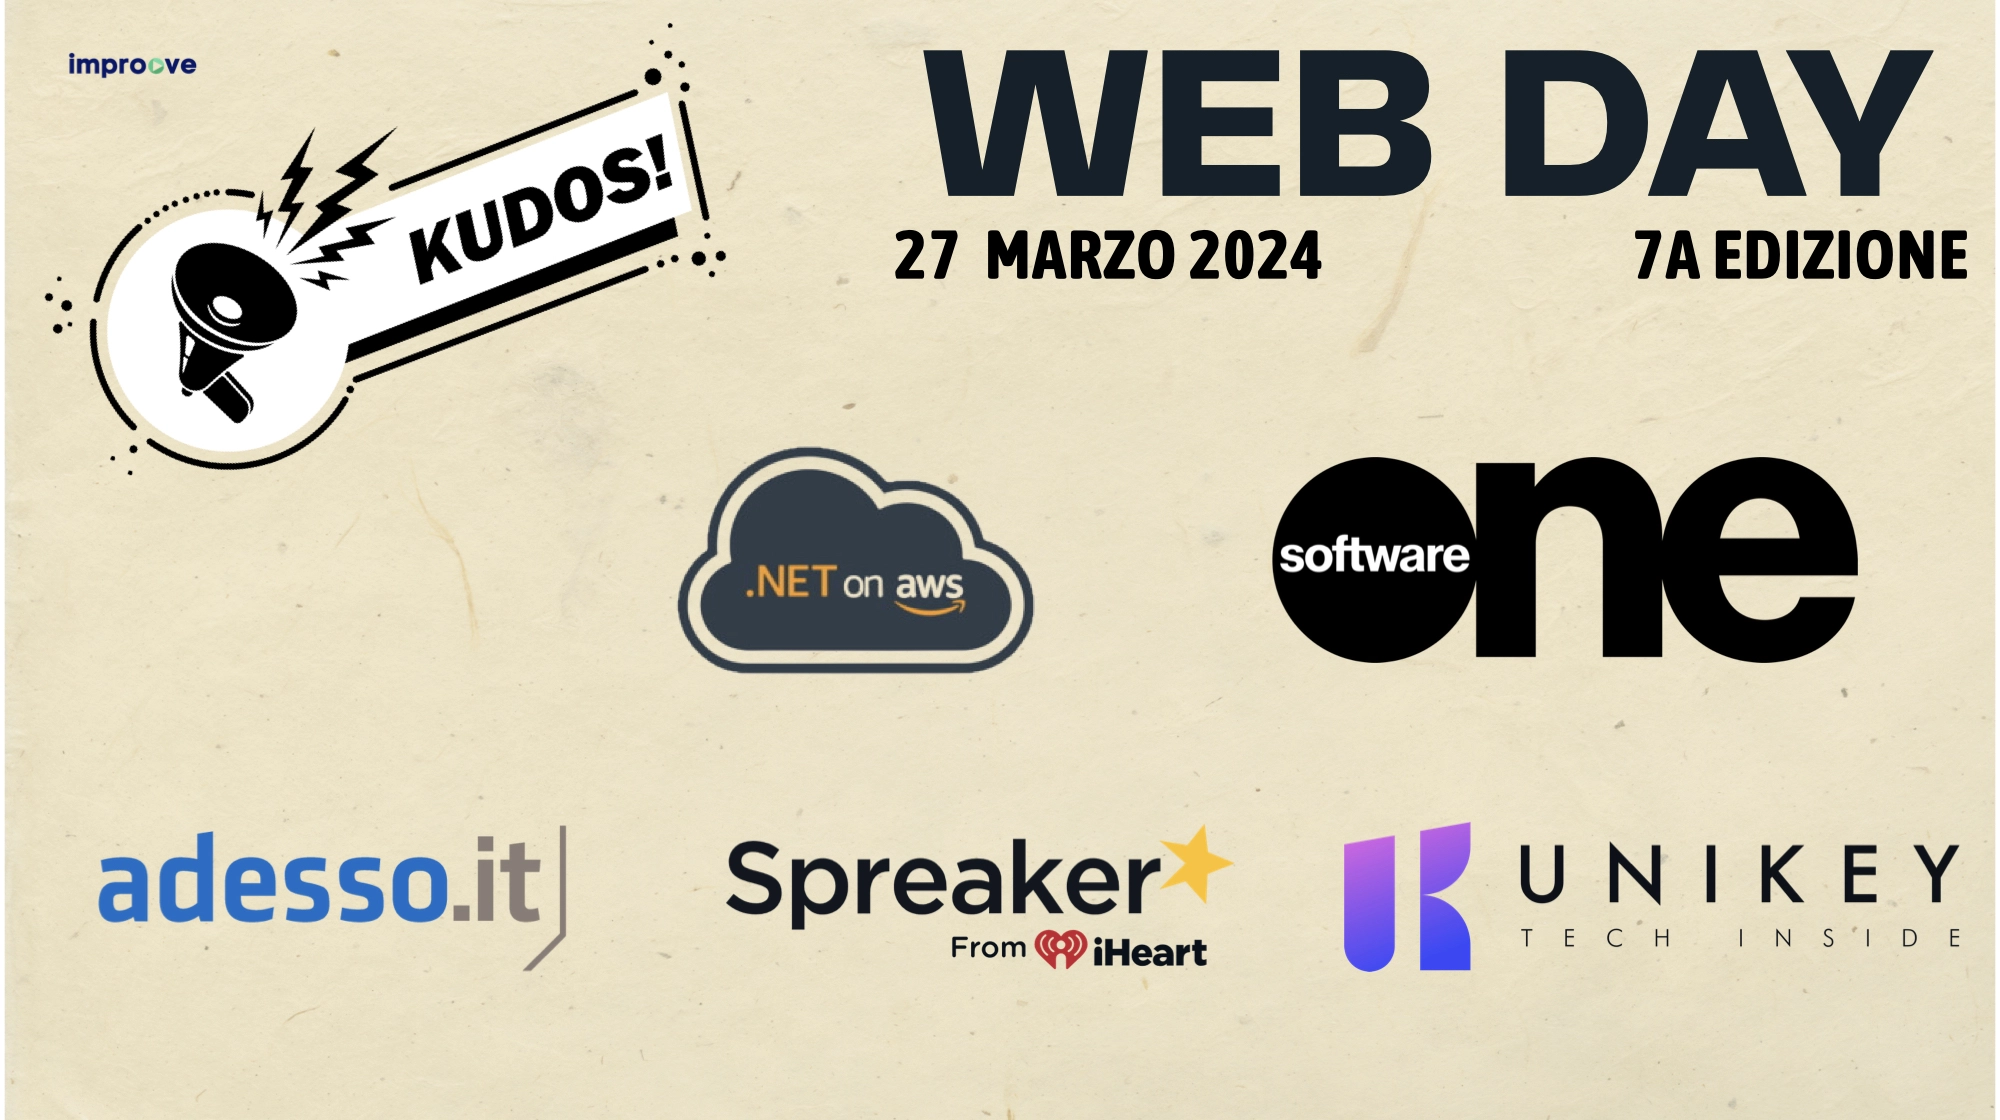 improove
WEB DAY
KUDOS!
27 MARZO 2024
7A EDIZIONE
.NET on aws
software one
adesso.it
Spreaker
From iHeart
UNIKEY
TECH INSIDE